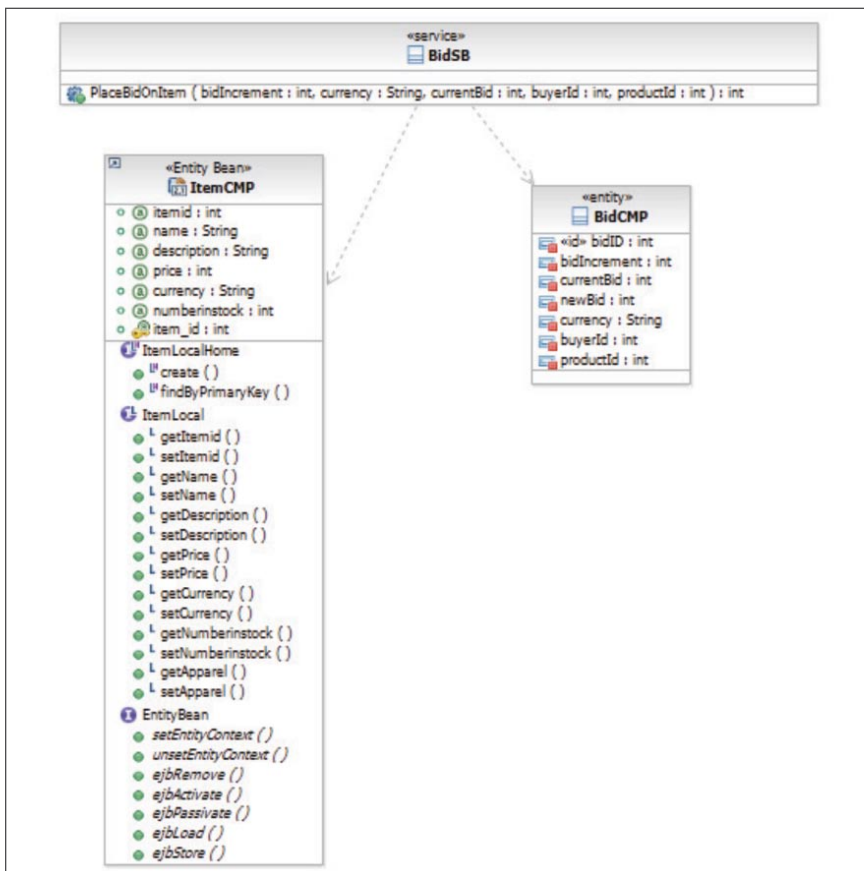 «service»
BidSB
PlaceBidOnItem ( bidIncrement : int, currency : String, currentBid : int, buyerId : int, productId : int ) : int
«Entity Bean»
ItemCMP
itemid : int
name : String
description : String
price : int
currency : String
numberinstock : int
item_id : int
ItemLocalHome
create ( )
findByPrimaryKey ( )
ItemLocal
getItemid ( )
setItemid ( )
getName ( )
setName ( )
getDescription ( )
setDescription ( )
getPrice ( )
setPrice ( )
getCurrency ( )
setCurrency ( )
getNumberinstock ( )
setNumberinstock ( )
getApparel ( )
setApparel ( )
EntityBean
setEntityContext ( )
unsetEntityContext ( )
ejbRemove ( )
ejbActivate ( )
ejbPassivate ( )
ejbLoad ( )
ejbStore ( )
«entity»
BidCMP
«id» bidID : int
bidIncrement : int
currentBid : int
newBid : int
currency : String
buyerId : int
productId : int